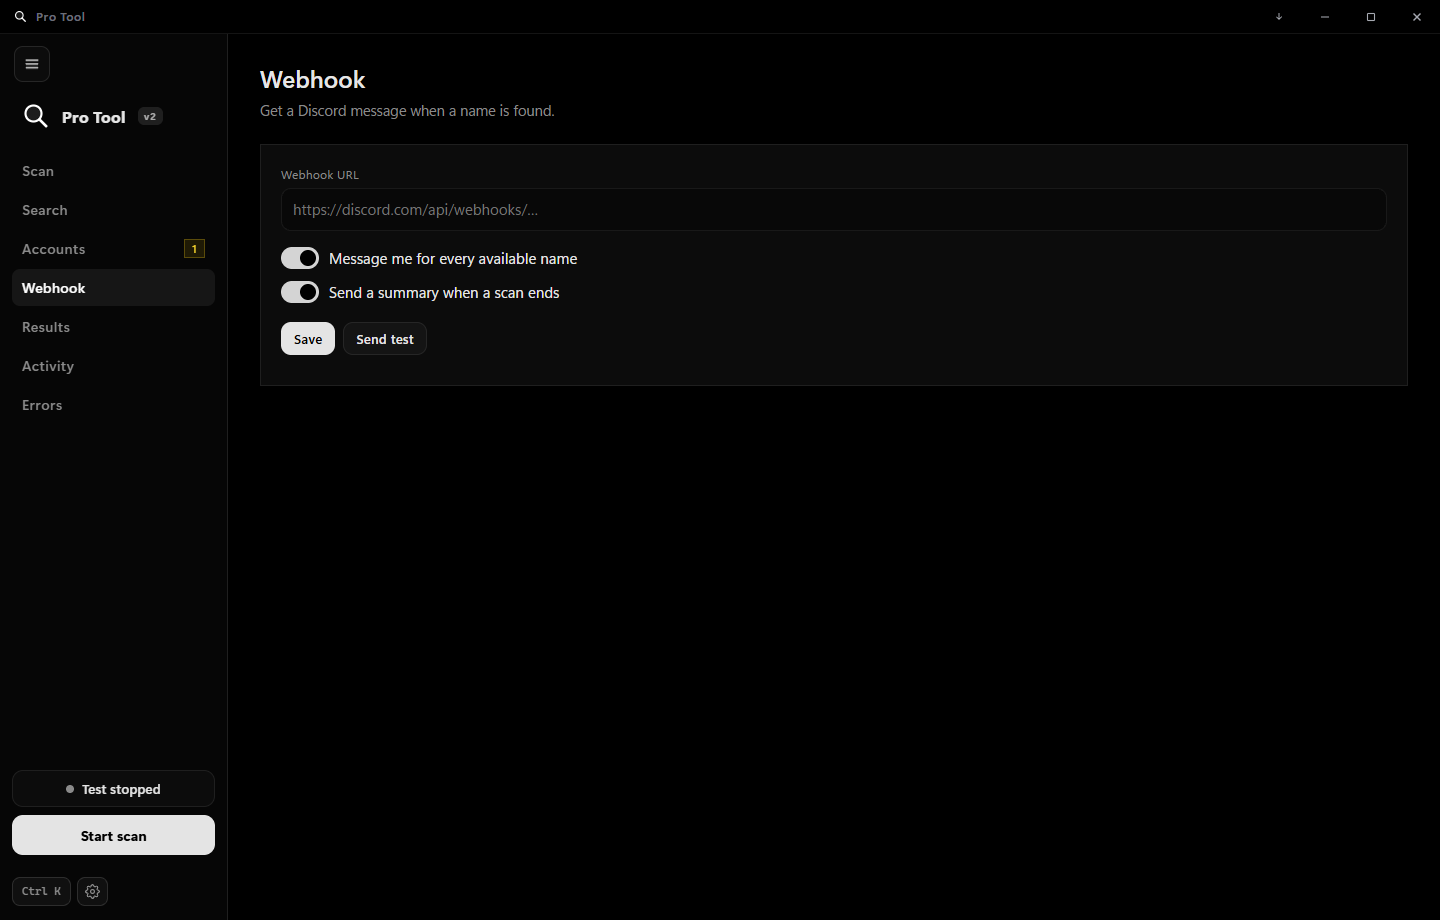 Pro Tool
Pro Tool v2
Scan
Search
Accounts 1
Webhook
Results
Activity
Errors
Test stopped
Start scan
Ctrl K
Webhook
Get a Discord message when a name is found.
Webhook URL
https://discord.com/api/webhooks/...
Message me for every available name
Send a summary when a scan ends
Save Send test